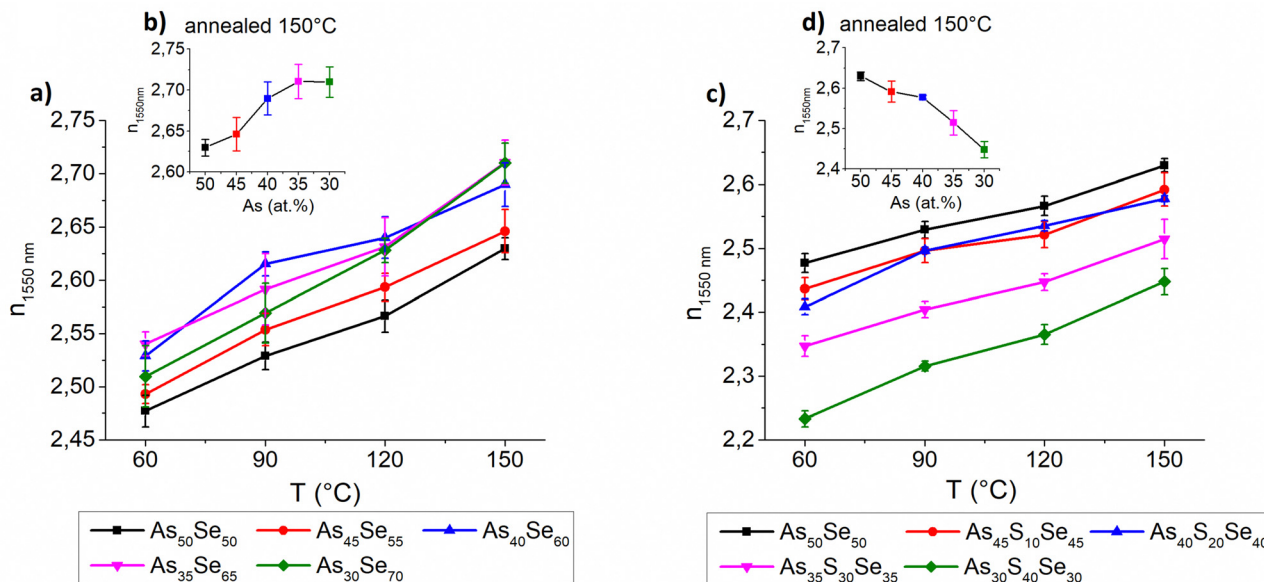 b) annealed 150°C
2,75
2,70
2,65
2,60
n1550nm
50 45 40 35 30
As (at.%)
a)
2,75
2,70
2,65
2,60
2,55
2,50
2,45
n1550 nm
60 90 120 150
T (°C)
As50Se50 As45Se55 As40Se60
As35Se65 As30Se70
d) annealed 150°C
2,7
2,6
2,5
2,4
n1550nm
50 45 40 35 30
As (at.%)
c)
2,7
2,6
2,5
2,4
2,3
2,2
n1550 nm
60 90 120 150
T (°C)
As50Se50 As45S10Se45 As40S20Se40
As35S30Se35 As30S40Se30